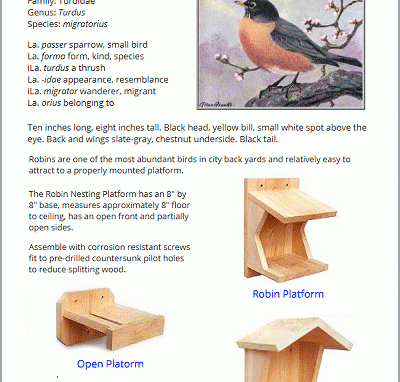 Family: Turdidae
Genus: Turdus
Species: migratorius
La. passer sparrow, small bird
La. forma form, kind, species
iLa. turdus a thrush
La. -idae appearance, resemblance
iLa. migrator wanderer, migrant
La. orius belonging to
Ten inches long, eight inches tall. Black head, yellow bill, small white spot above the
eye. Back and wings slate-gray, chestnut underside. Black tail.
Robins are one of the most abundant birds in city back yards and relatively easy to
attract to a properly mounted platform.
The Robin Nesting Platform has an 8" by
8" base, measures approximately 8" floor
to ceiling, has an open front and partially
open sides.
Assemble with corrosion resistant screws
fit to pre-drilled countersunk pilot holes
to reduce splitting wood.
Robin Platform
Open Platorm